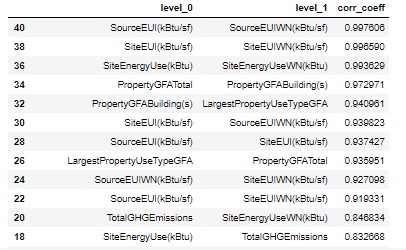 level_0 level_1 corr_coeff
40 SourceEUI(kBtu/sf) SourceEUIWN(kBtu/sf) 0.997606
38 SiteEUI(kBtu/sf) SiteEUIWN(kBtu/sf) 0.996590
36 SiteEnergyUse(kBtu) SiteEnergyUseWN(kBtu) 0.993629
34 PropertyGFATotal PropertyGFABuilding(s) 0.972971
32 PropertyGFABuilding(s) LargestPropertyUseTypeGFA 0.940961
30 SiteEUI(kBtu/sf) SourceEUIWN(kBtu/sf) 0.939823
28 SourceEUI(kBtu/sf) SiteEUI(kBtu/sf) 0.937427
26 LargestPropertyUseTypeGFA PropertyGFATotal 0.935951
24 SourceEUIWN(kBtu/sf) SiteEUIWN(kBtu/sf) 0.927098
22 SourceEUI(kBtu/sf) SiteEUIWN(kBtu/sf) 0.919331
20 TotalGHGEmissions SiteEnergyUseWN(kBtu) 0.846834
18 SiteEnergyUse(kBtu) TotalGHGEmissions 0.832668